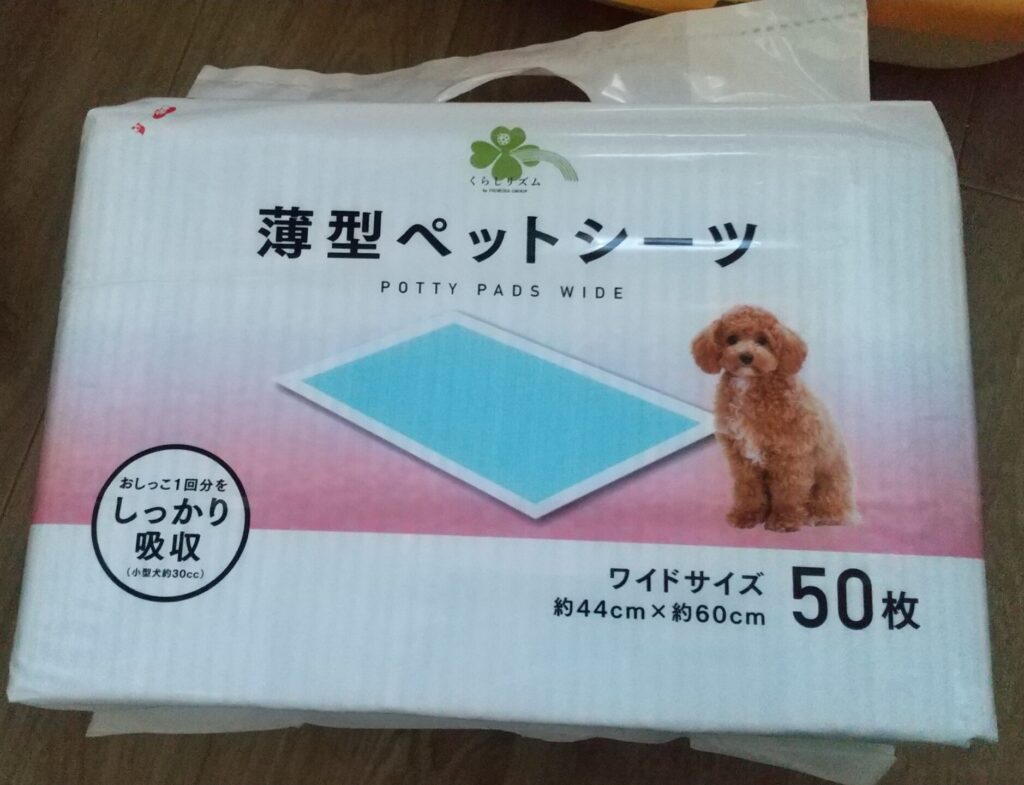 くらしリズム
薄型ペットシーツ
POTTY PADS WIDE
おしっこ1回分を
しっかり
吸収
(小型犬約30cc)
ワイドサイズ
約44cm×約60cm
50枚